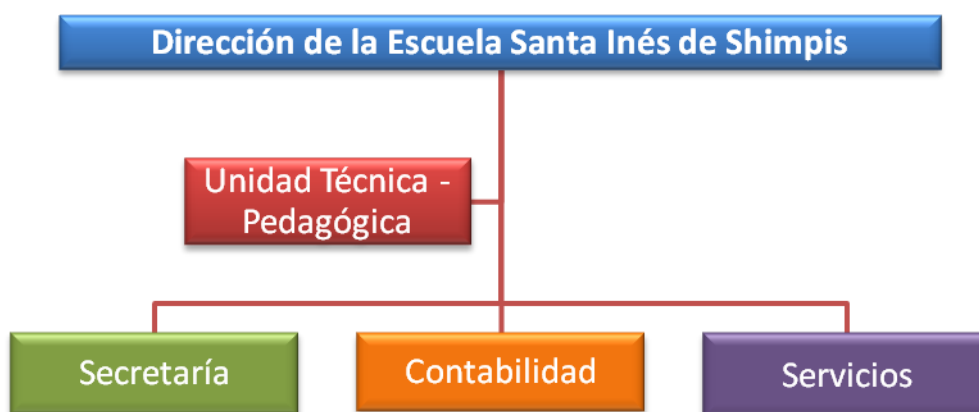 Dirección de la Escuela Santa Inés de Shimpis
Unidad Técnica -
Pedagógica
Secretaría
Contabilidad
Servicios